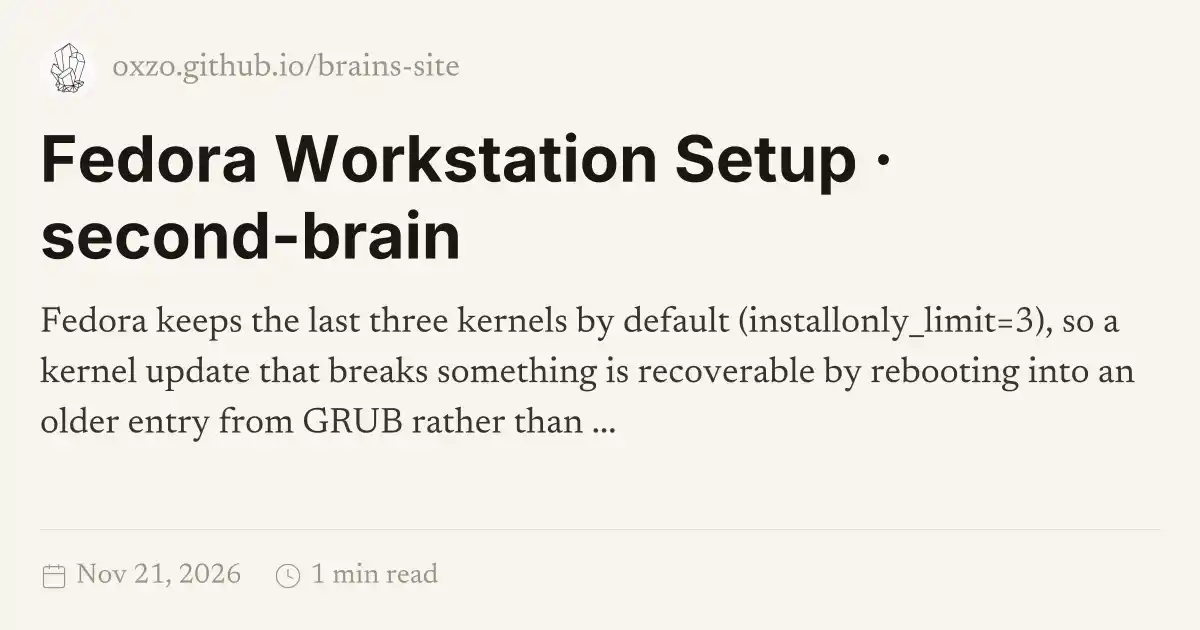 oxzo.github.io/brains-site
Fedora Workstation Setup ·
second-brain
Fedora keeps the last three kernels by default (installonly_limit=3), so a
kernel update that breaks something is recoverable by rebooting into an
older entry from GRUB rather than ...
Nov 21, 2026 1 min read